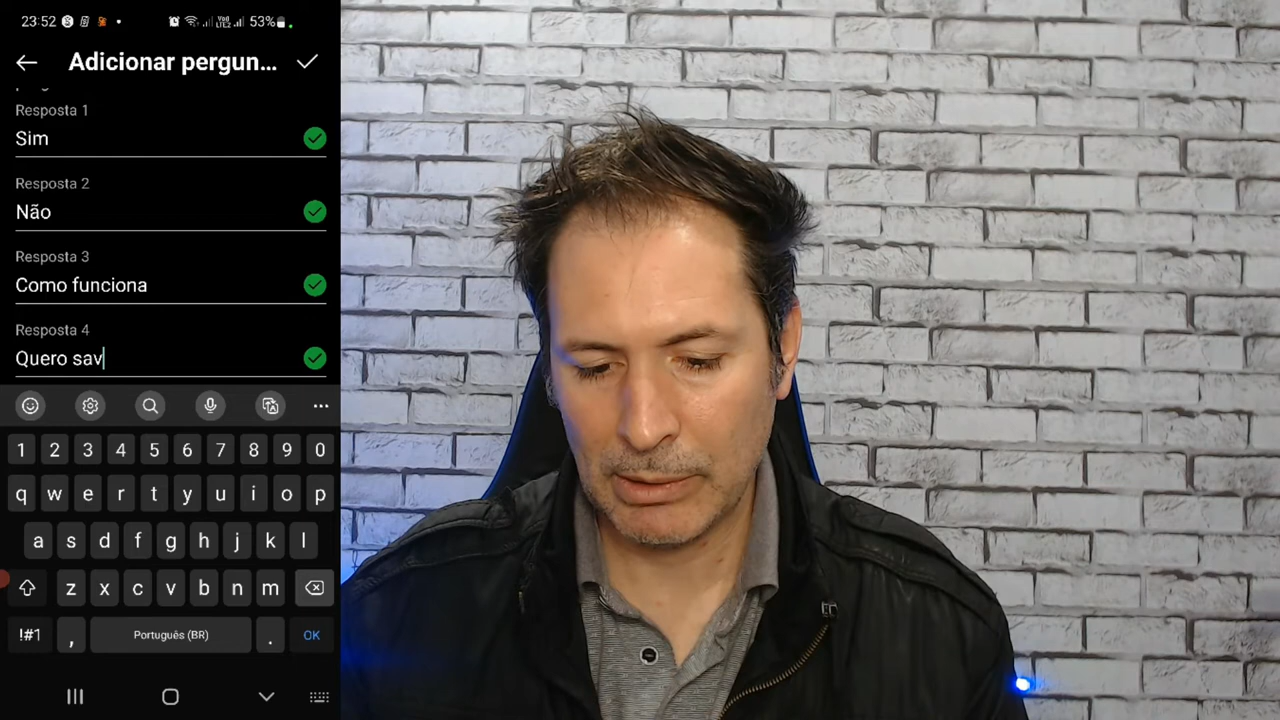 23:52 53%
Adicionar pergun...
Resposta 1
Sim
Resposta 2
Não
Resposta 3
Como funciona
Resposta 4
Quero sav
1 2 3 4 5 6 7 8 9 0
q w e r t y u i o p
a s d f g h j k l
z x c v b n m
!#1 , Português (BR) . OK